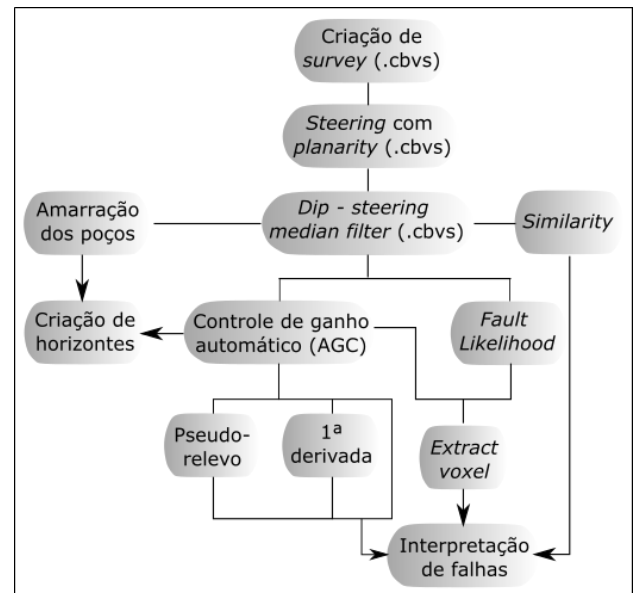 Criação de
survey (.cbvs)
Steering com
planarity (.cbvs)
Amarração
dos poços
Dip - steering
median filter (.cbvs)
Similarity
Criação de
horizontes
Controle de ganho
automático (AGC)
Fault
Likelihood
Pseudo-
relevo
1ª
derivada
Extract
voxel
Interpretação
de falhas